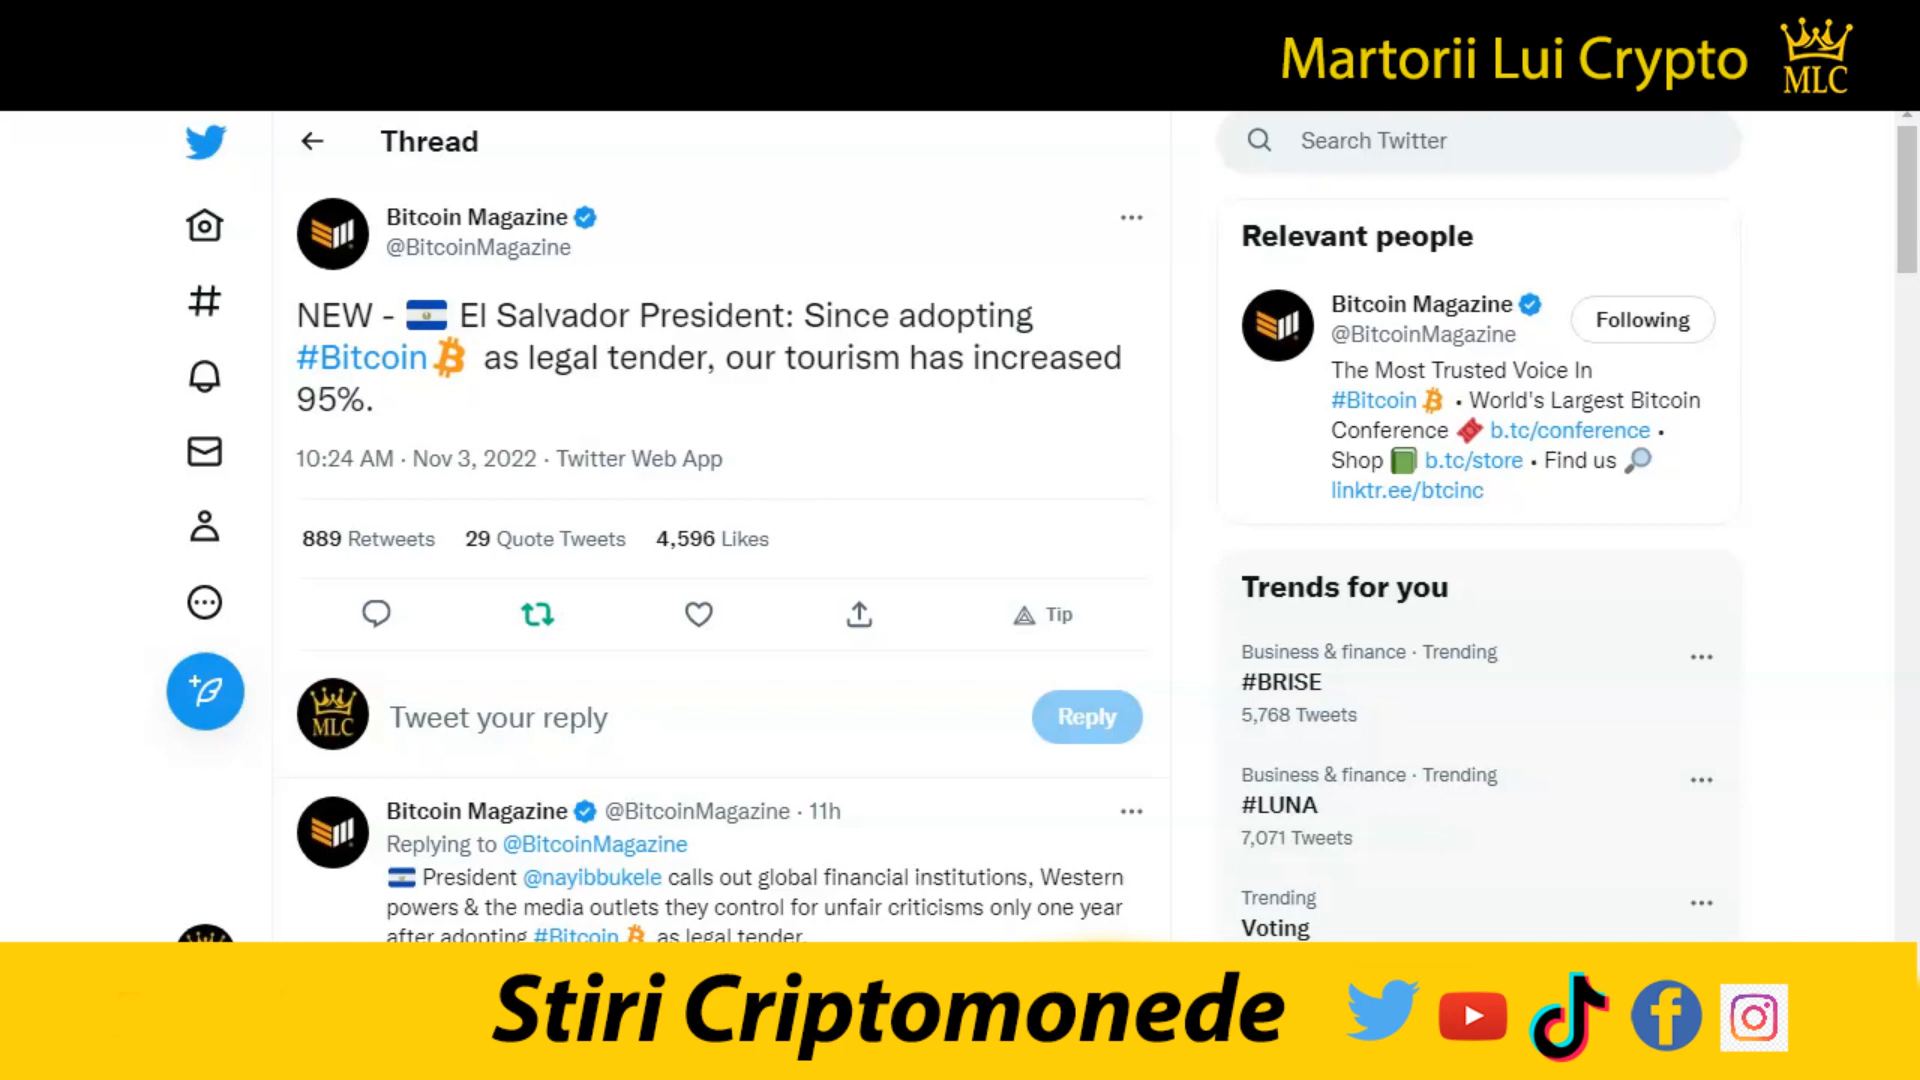 Martorii Lui Crypto
MLC
Thread
Search Twitter
Bitcoin Magazine
@BitcoinMagazine
NEW - El Salvador President: Since adopting
#Bitcoin as legal tender, our tourism has increased
95%.
10:24 AM · Nov 3, 2022 · Twitter Web App
889 Retweets 29 Quote Tweets 4,596 Likes
Tip
MLC
Tweet your reply
Reply
Bitcoin Magazine @BitcoinMagazine · 11h
Replying to @BitcoinMagazine
President @nayibbukele calls out global financial institutions, Western
powers & the media outlets they control for unfair criticisms only one year
after adopting #Bitcoin as legal tender.
Relevant people
Bitcoin Magazine
@BitcoinMagazine
Following
The Most Trusted Voice In
#Bitcoin • World's Largest Bitcoin
Conference b.tc/conference •
Shop b.tc/store • Find us
linktr.ee/btcinc
Trends for you
Business & finance · Trending
#BRISE
5,768 Tweets
Business & finance · Trending
#LUNA
7,071 Tweets
Trending
Voting
Stiri Criptomonede